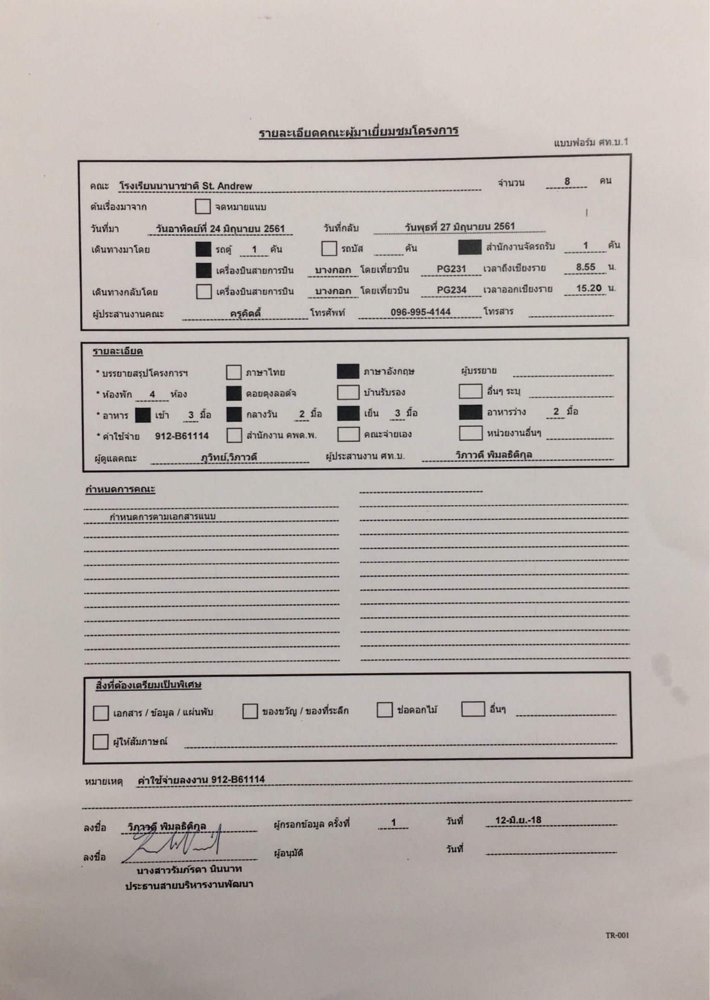 รายละเอียดคณะผู้มาเยี่ยมชมโครงการ
แบบฟอร์ม ศท.บ.1
คณะ โรงเรียนนานาชาติ St. Andrew จำนวน 8 คน
ต้นเรื่องมาจาก จดหมายแนบ
วันที่มา วันอาทิตย์ที่ 24 มิถุนายน 2561 วันที่กลับ วันพุธที่ 27 มิถุนายน 2561
เดินทางมาโดย รถตู้ 1 คัน รถบัส คัน สำนักงานจัดรถรับ 1 คัน
เครื่องบินสายการบิน บางกอก โดยเที่ยวบิน PG231 เวลาถึงเชียงราย 8.55 น.
เดินทางกลับโดย เครื่องบินสายการบิน บางกอก โดยเที่ยวบิน PG234 เวลาออกเชียงราย 15.20 น.
ผู้ประสานงานคณะ ครูคิตตี้ โทรศัพท์ 096-995-4144 โทรสาร
รายละเอียด
* บรรยายสรุปโครงการฯ ภาษาไทย ภาษาอังกฤษ ผู้บรรยาย
* ห้องพัก 4 ห้อง ดอยตุงลอดจ์ บ้านรับรอง อื่นๆ ระบุ
* อาหาร เช้า 3 มื้อ กลางวัน 2 มื้อ เย็น 3 มื้อ อาหารว่าง 2 มื้อ
* ค่าใช้จ่าย 912-B61114 สำนักงาน คพต.พ. คณะจ่ายเอง หน่วยงานอื่นๆ
ผู้ดูแลคณะ ภูวิทย์,วิภาวดี ผู้ประสานงาน ศท.บ. วิภาวดี พิมลธิติกุล
กำหนดการคณะ
กำหนดการตามเอกสารแนบ
สิ่งที่ต้องเตรียมเป็นพิเศษ
เอกสาร / ข้อมูล / แผ่นพับ ของขวัญ / ของที่ระลึก ช่อดอกไม้ อื่นๆ
ผู้ให้สัมภาษณ์
หมายเหตุ ค่าใช้จ่ายลงงาน 912-B61114
ลงชื่อ วิภาวดี พิมลธิติกุล ผู้กรอกข้อมูล ครั้งที่ 1 วันที่ 12-มิ.ย.-18
ลงชื่อ ผู้อนุมัติ วันที่
นางสาวรัมภ์รดา นินนาท
ประธานสายบริหารงานพัฒนา
TR-001